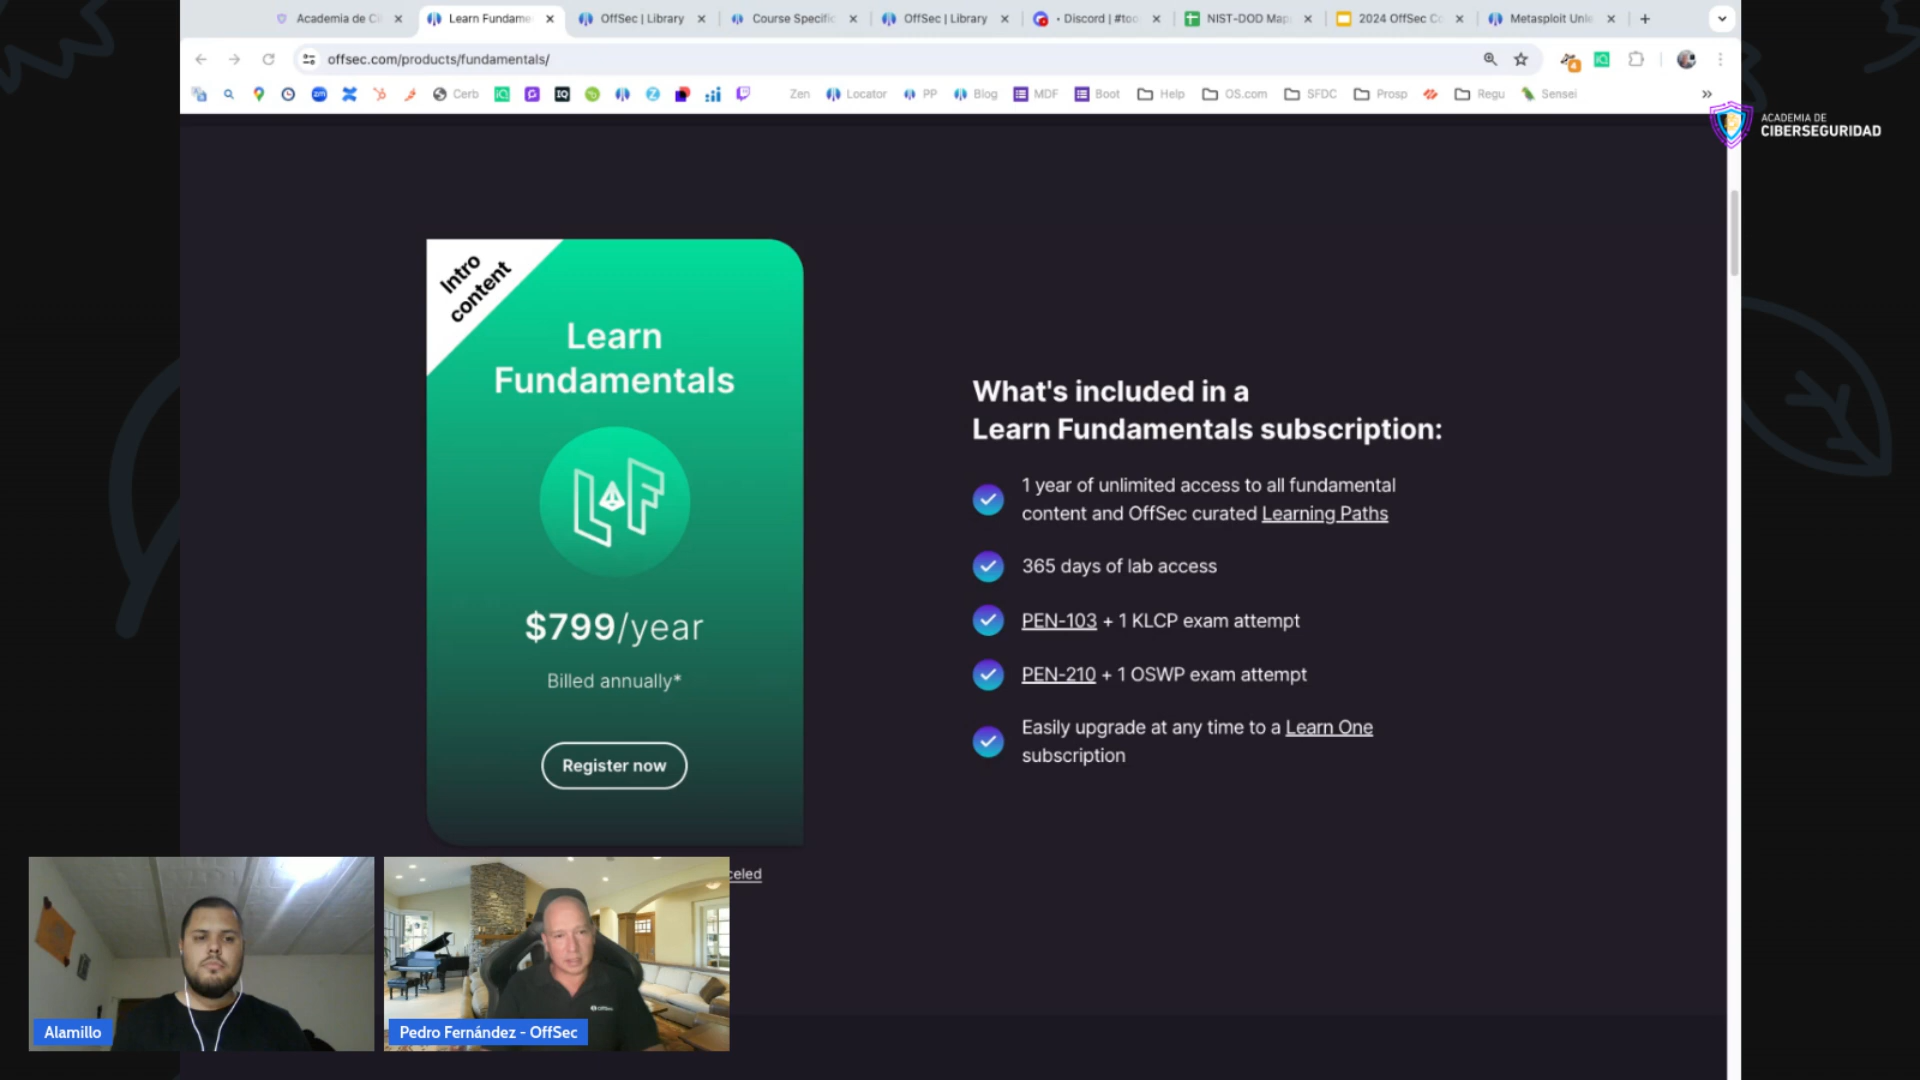 Academia de Ci
Learn Fundame
OffSec | Library
Course Specific
OffSec | Library
• Discord | #too
NIST-DOD Map
2024 OffSec Co
Metasploit Unle
offsec.com/products/fundamentals/
Cerb
Zen
Locator
PP
Blog
MDF
Boot
Help
OS.com
SFDC
Prosp
Regu
Sensei
ACADEMIA DE
CIBERSEGURIDAD
Intro
content
Learn
Fundamentals
LF
$799/year
Billed annually*
Register now
celed
What's included in a
Learn Fundamentals subscription:
1 year of unlimited access to all fundamental
content and OffSec curated Learning Paths
365 days of lab access
PEN-103 + 1 KLCP exam attempt
PEN-210 + 1 OSWP exam attempt
Easily upgrade at any time to a Learn One
subscription
Alamillo
OffSec
Pedro Fernández - OffSec